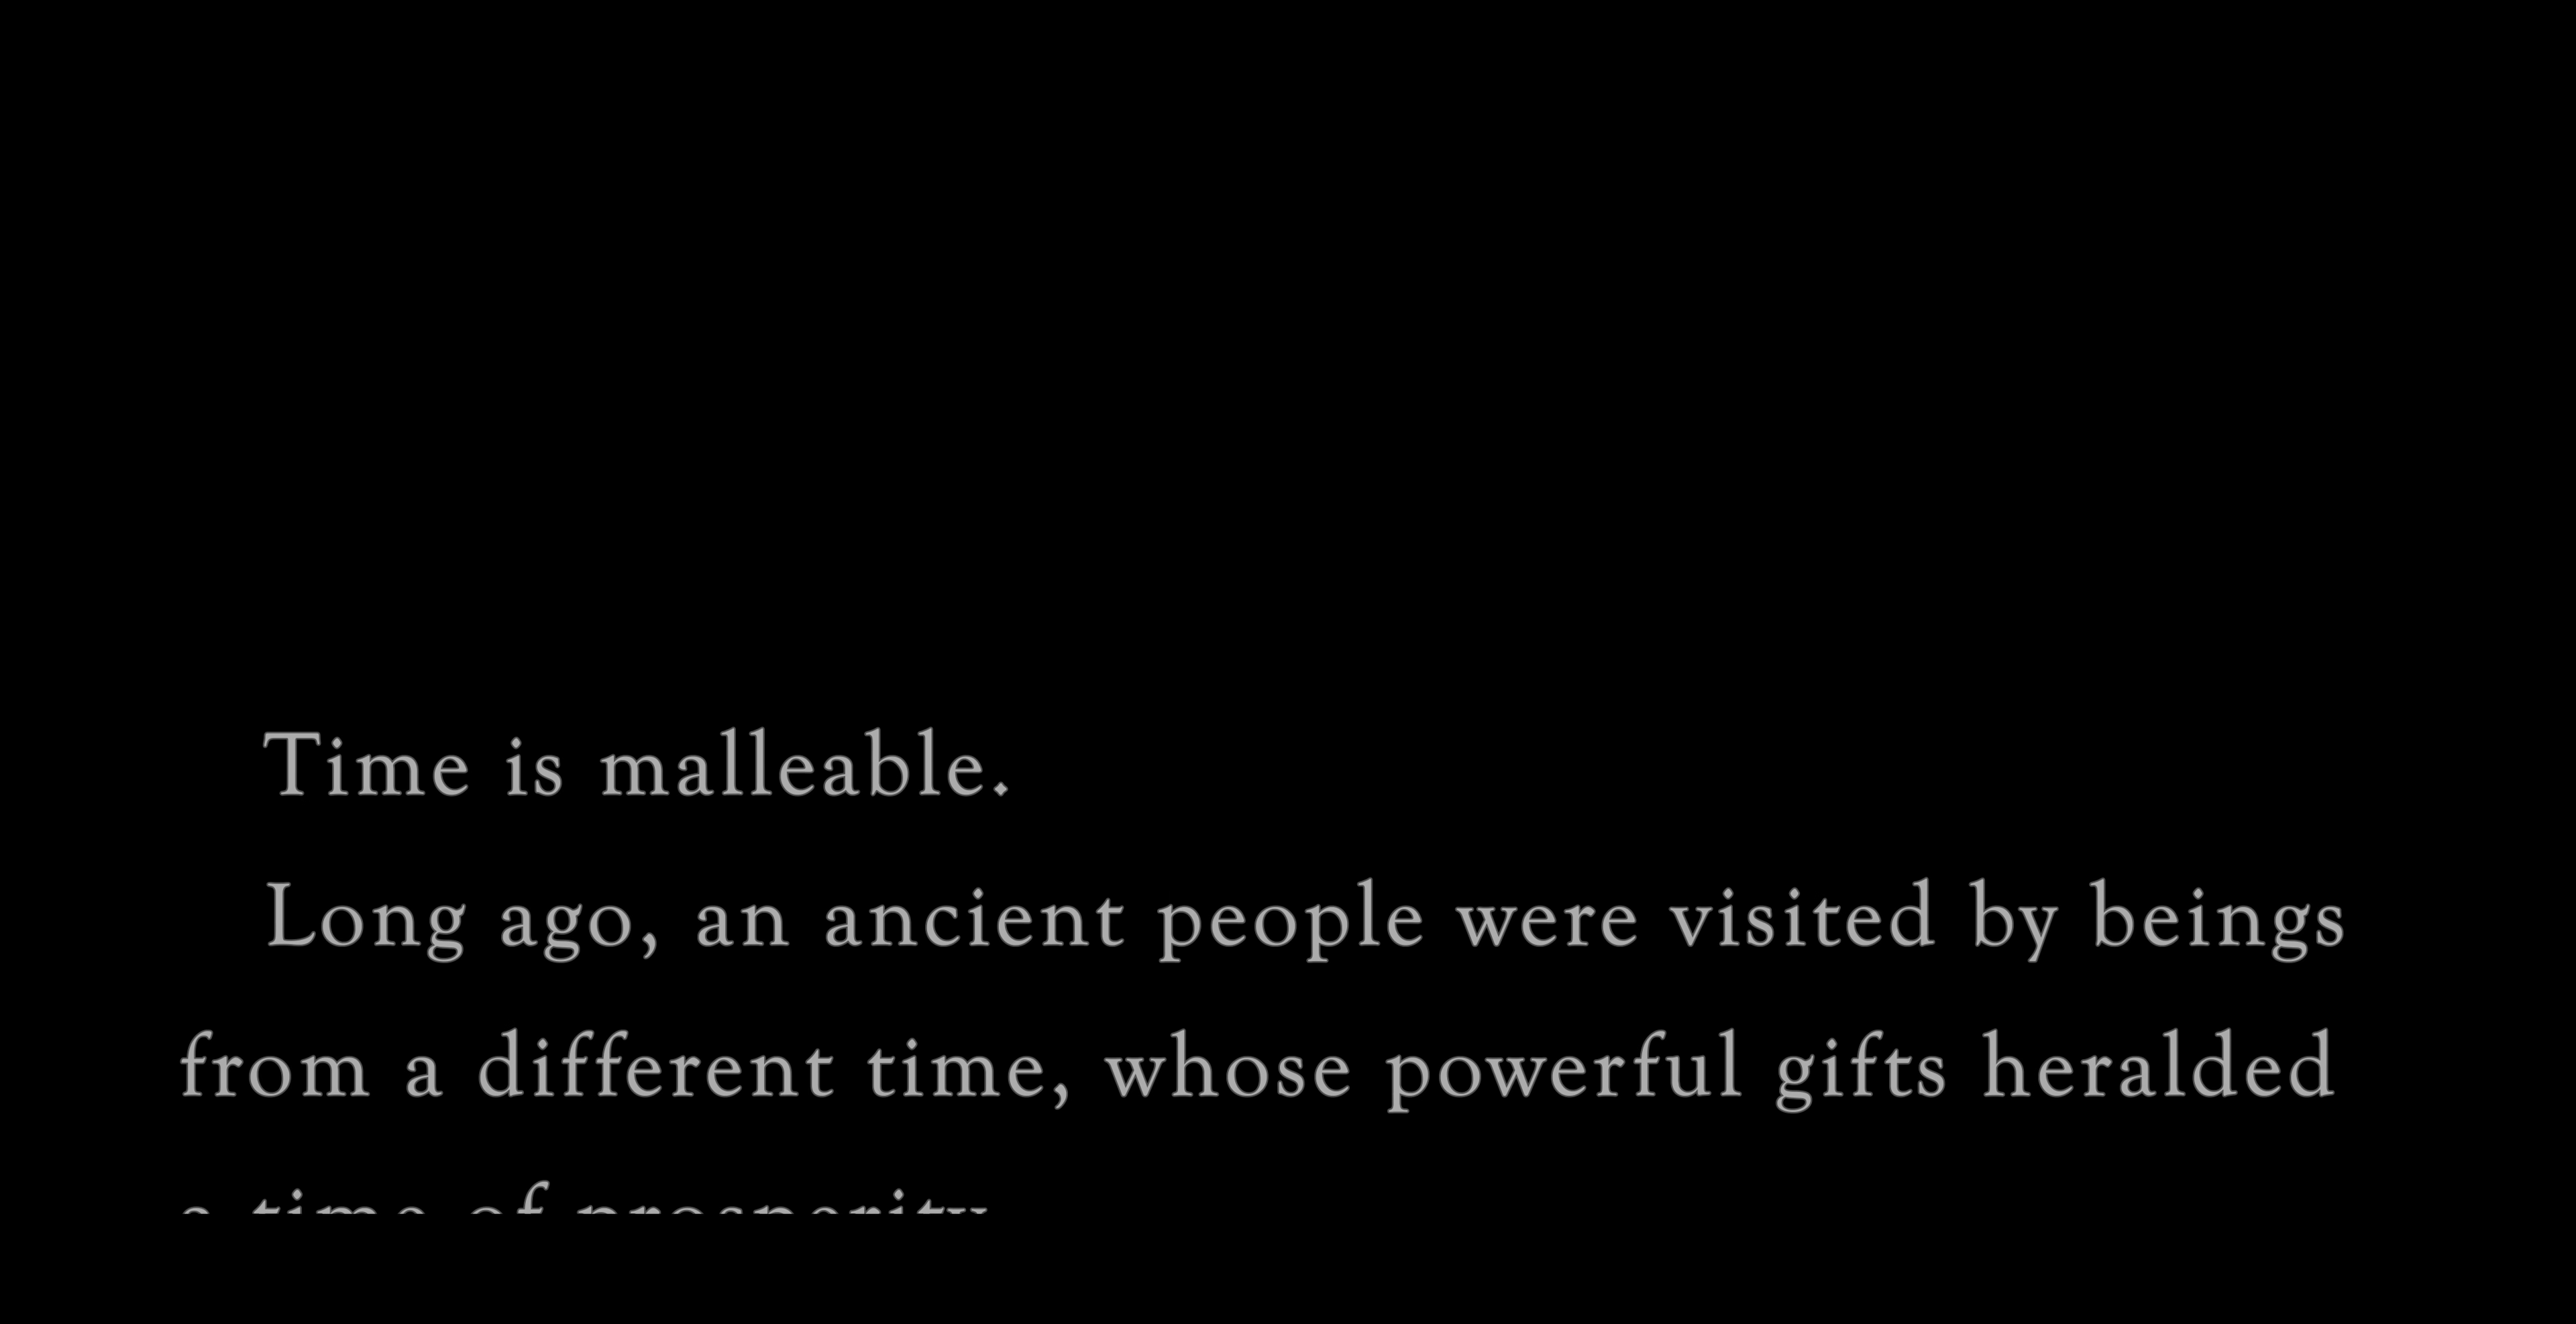 Time is malleable.
Long ago, an ancient people were visited by beings
from a different time, whose powerful gifts heralded
a time of prosperity